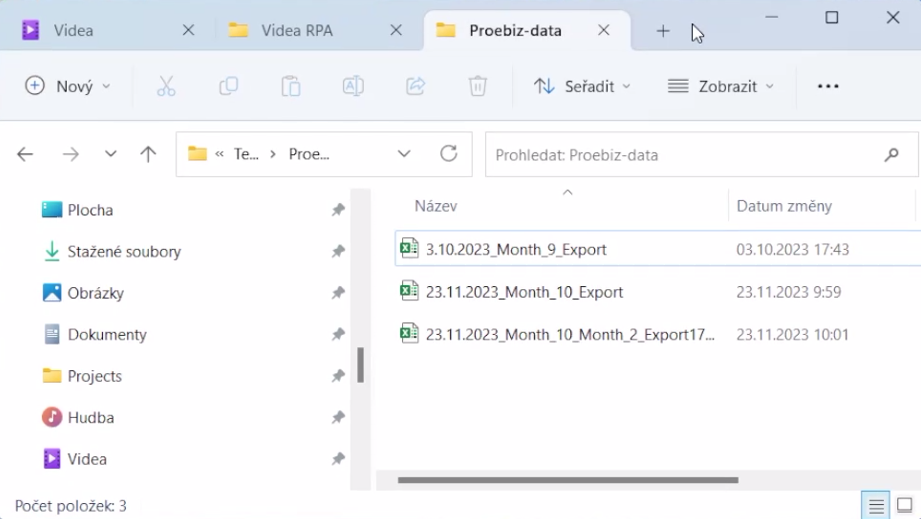 Videa
Videa RPA
Proebiz-data
Nový
Seřadit
Zobrazit
« Te... > Proe...
Prohledat: Proebiz-data
Plocha
Stažené soubory
Obrázky
Dokumenty
Projects
Hudba
Videa
Název Datum změny
3.10.2023_Month_9_Export 03.10.2023 17:43
23.11.2023_Month_10_Export 23.11.2023 9:59
23.11.2023_Month_10_Month_2_Export17... 23.11.2023 10:01
Počet položek: 3